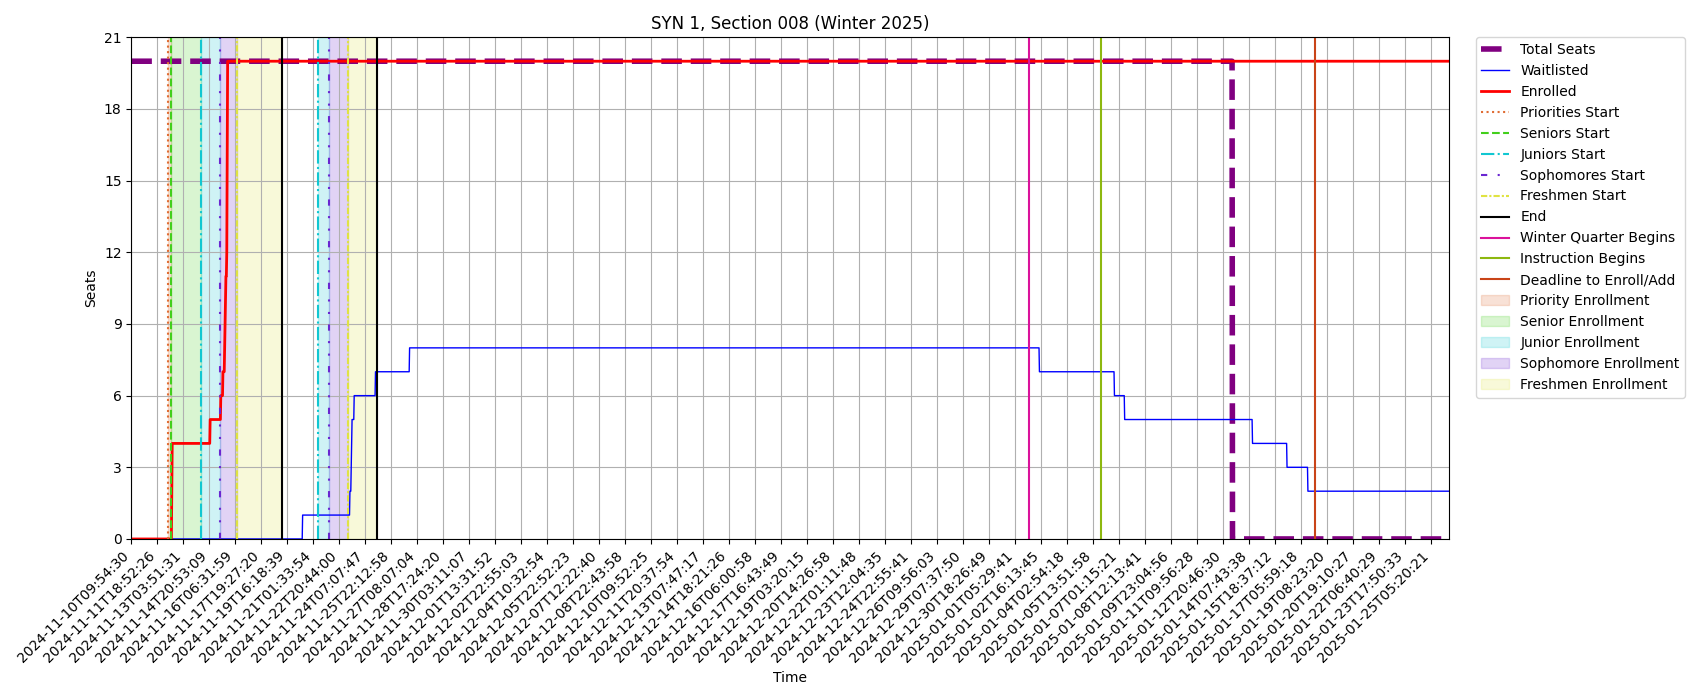 SYN 1, Section 008 (Winter 2025)
Seats
21
18
15
12
9
6
3
0
2024-11-10T09:54:30
2024-11-11T18:52:26
2024-11-13T03:51:31
2024-11-14T20:53:09
2024-11-16T06:31:59
2024-11-17T19:27:20
2024-11-19T16:18:39
2024-11-21T01:33:54
2024-11-22T20:44:00
2024-11-24T07:07:47
2024-11-25T22:12:58
2024-11-27T08:07:04
2024-11-28T17:24:20
2024-11-30T03:11:07
2024-12-01T13:31:52
2024-12-02T22:55:03
2024-12-04T10:32:54
2024-12-05T22:52:23
2024-12-07T12:22:40
2024-12-08T22:43:58
2024-12-10T09:52:25
2024-12-11T20:37:54
2024-12-13T07:47:17
2024-12-14T18:21:26
2024-12-16T06:00:58
2024-12-17T16:43:49
2024-12-19T03:20:15
2024-12-20T14:26:58
2024-12-22T01:11:48
2024-12-23T12:04:35
2024-12-24T22:55:41
2024-12-26T09:56:03
2024-12-29T07:37:50
2024-12-30T18:26:49
2025-01-01T05:29:41
2025-01-02T16:13:45
2025-01-04T02:54:18
2025-01-05T13:51:58
2025-01-07T01:15:21
2025-01-08T12:13:41
2025-01-09T23:04:56
2025-01-11T09:56:28
2025-01-12T20:46:30
2025-01-14T07:43:38
2025-01-15T18:37:12
2025-01-17T05:59:18
2025-01-19T08:23:20
2025-01-20T19:10:27
2025-01-22T06:40:29
2025-01-23T17:50:33
2025-01-25T05:20:21
Time
Total Seats
Waitlisted
Enrolled
Priorities Start
Seniors Start
Juniors Start
Sophomores Start
Freshmen Start
End
Winter Quarter Begins
Instruction Begins
Deadline to Enroll/Add
Priority Enrollment
Senior Enrollment
Junior Enrollment
Sophomore Enrollment
Freshmen Enrollment